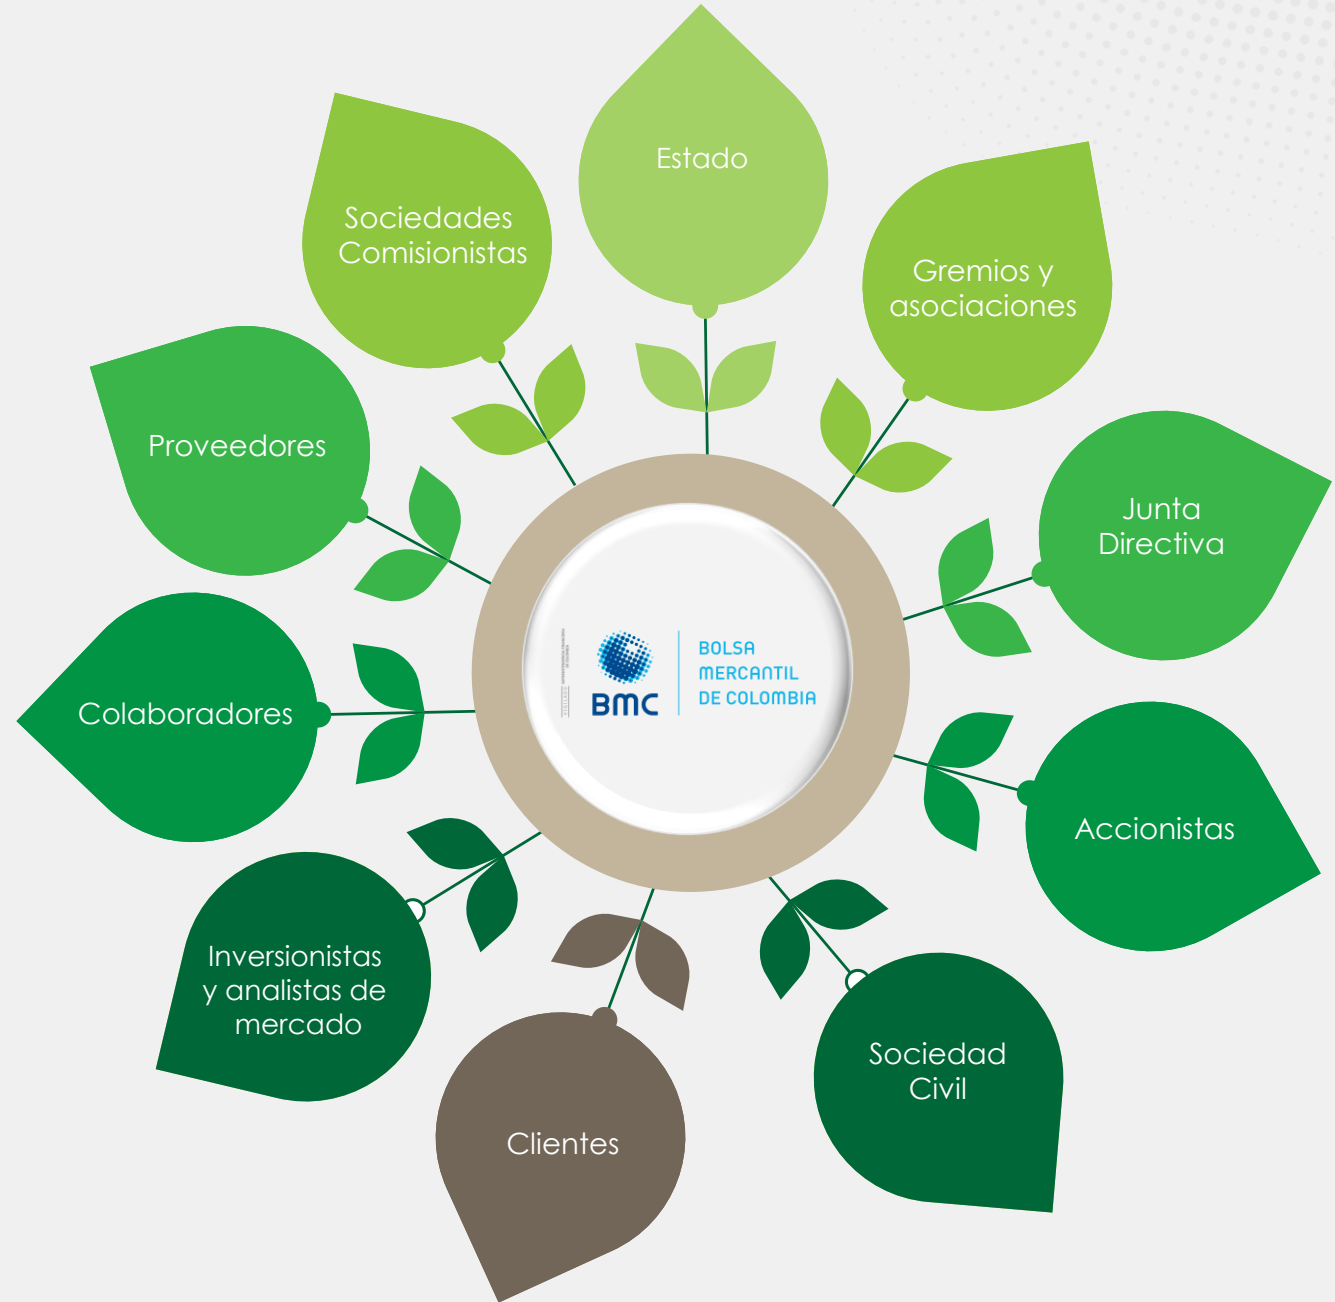 Estado
Sociedades
Comisionistas
Gremios y
asociaciones
Proveedores
Junta
Directiva
Colaboradores
BMC
BOLSA
MERCANTIL
DE COLOMBIA
Accionistas
Inversionistas
y analistas de
mercado
Sociedad
Civil
Clientes